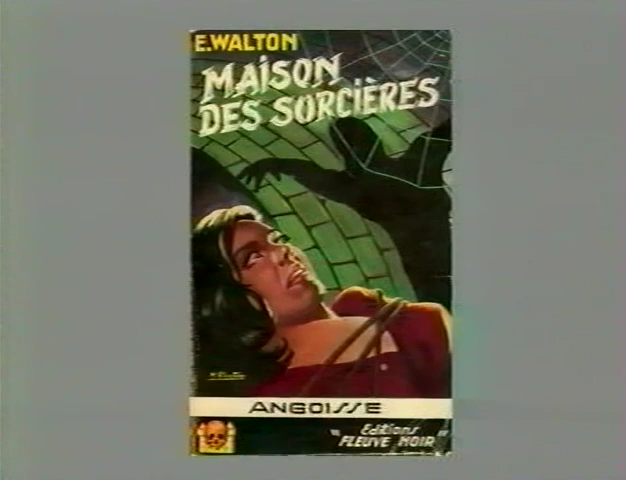 E. WALTON
MAiSON
DES SORCiÈRES
ANGOISSE
"Editions
FLEUVE NOIR"